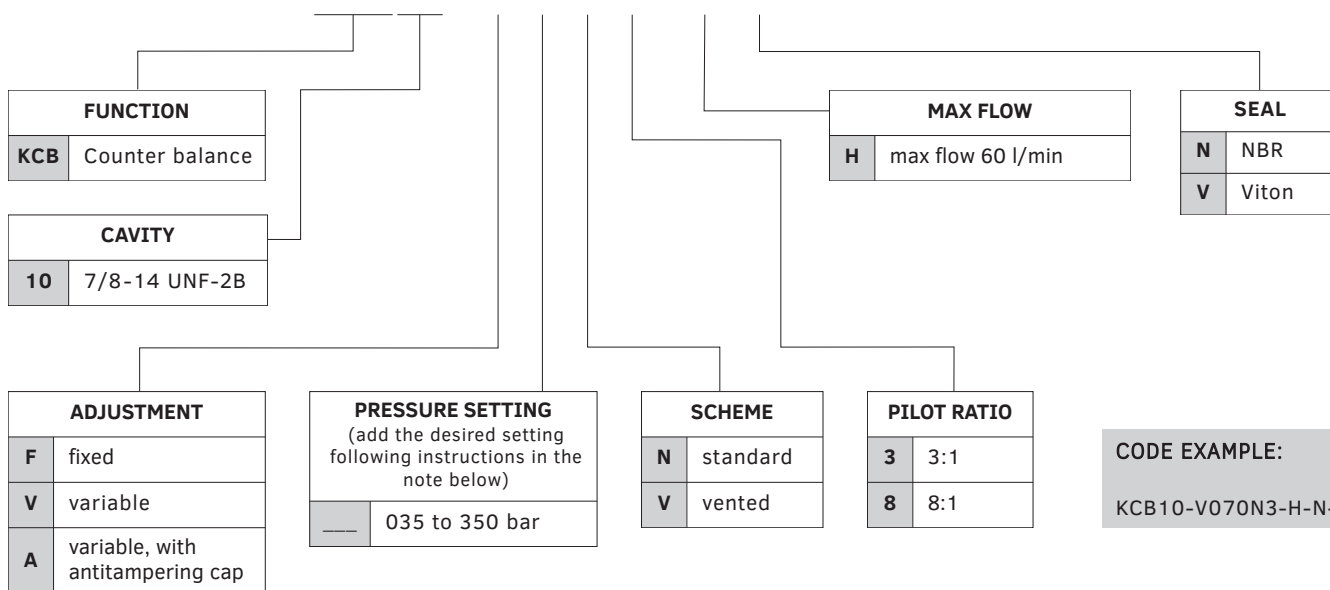 FUNCTION
KCB Counter balance
CAVITY
10 7/8-14 UNF-2B
MAX FLOW
H max flow 60 l/min
SEAL
N NBR
V Viton
ADJUSTMENT
F fixed
V variable
A variable, with
antitampering cap
PRESSURE SETTING
(add the desired setting
following instructions in the
note below)
___ 035 to 350 bar
SCHEME
N standard
V vented
PILOT RATIO
3 3:1
8 8:1
CODE EXAMPLE:
KCB10-V070N3-H-N-